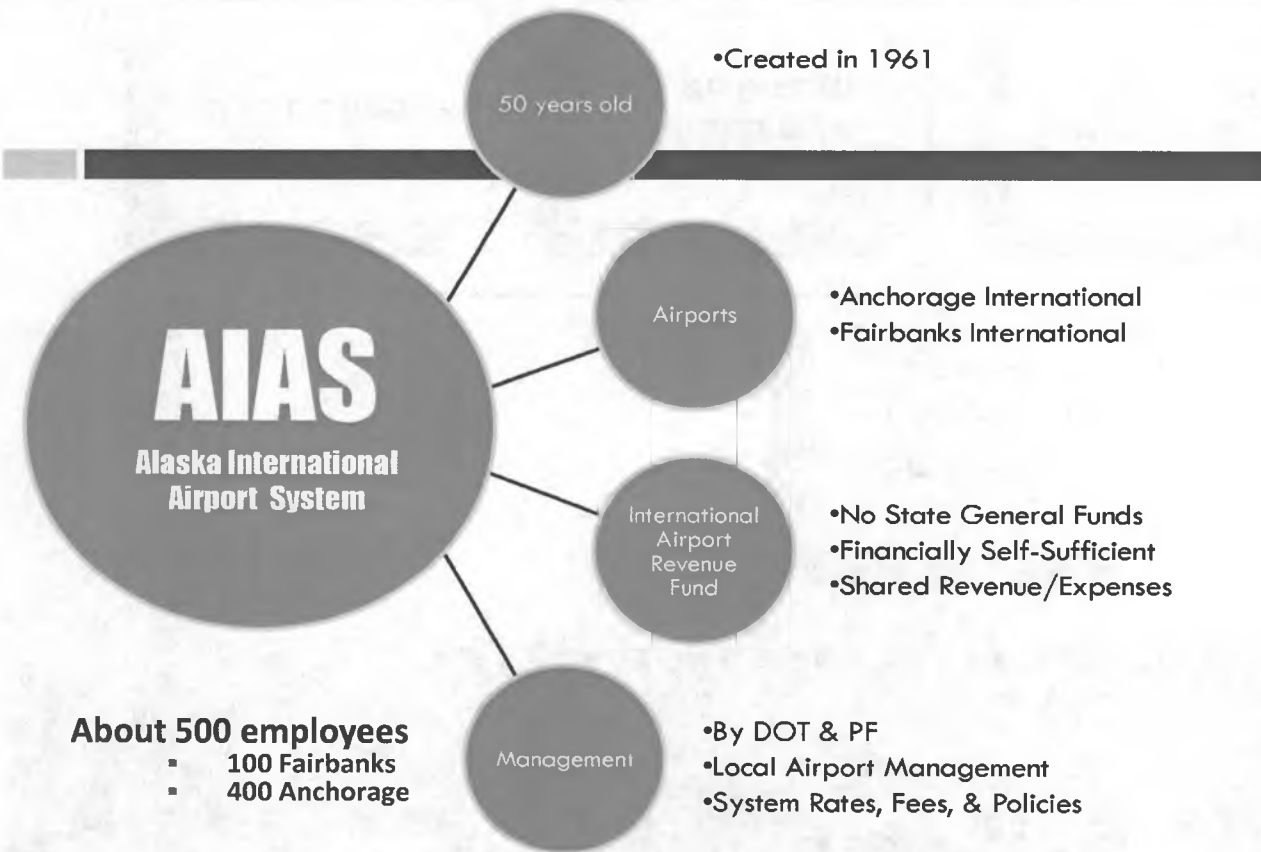 50 years old
•Created in 1961
AIAS
Alaska International
Airport System
Airports
•Anchorage International
•Fairbanks International
International
Airport
Revenue
Fund
•No State General Funds
•Financially Self-Sufficient
•Shared Revenue/Expenses
Management
•By DOT & PF
•Local Airport Management
•System Rates, Fees, & Policies
About 500 employees
▪ 100 Fairbanks
▪ 400 Anchorage